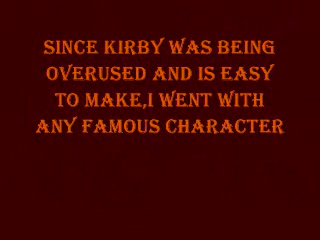 SINCE KIRBY WAS BEING
OVERUSED AND IS EASY
TO MAKE,I WENT WITH
ANY FAMOUS CHARACTER